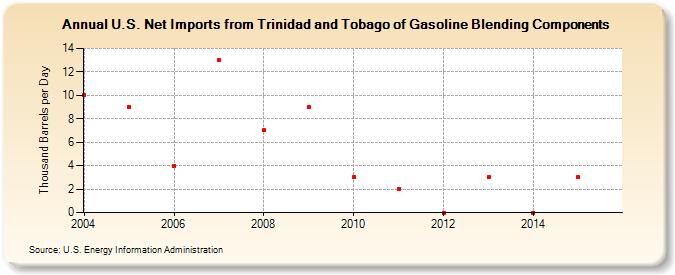 Annual U.S. Net Imports from Trinidad and Tobago of Gasoline Blending Components
Thousand Barrels per Day
14
12
10
8
6
4
2
0
2004 2006 2008 2010 2012 2014
Source: U.S. Energy Information Administration